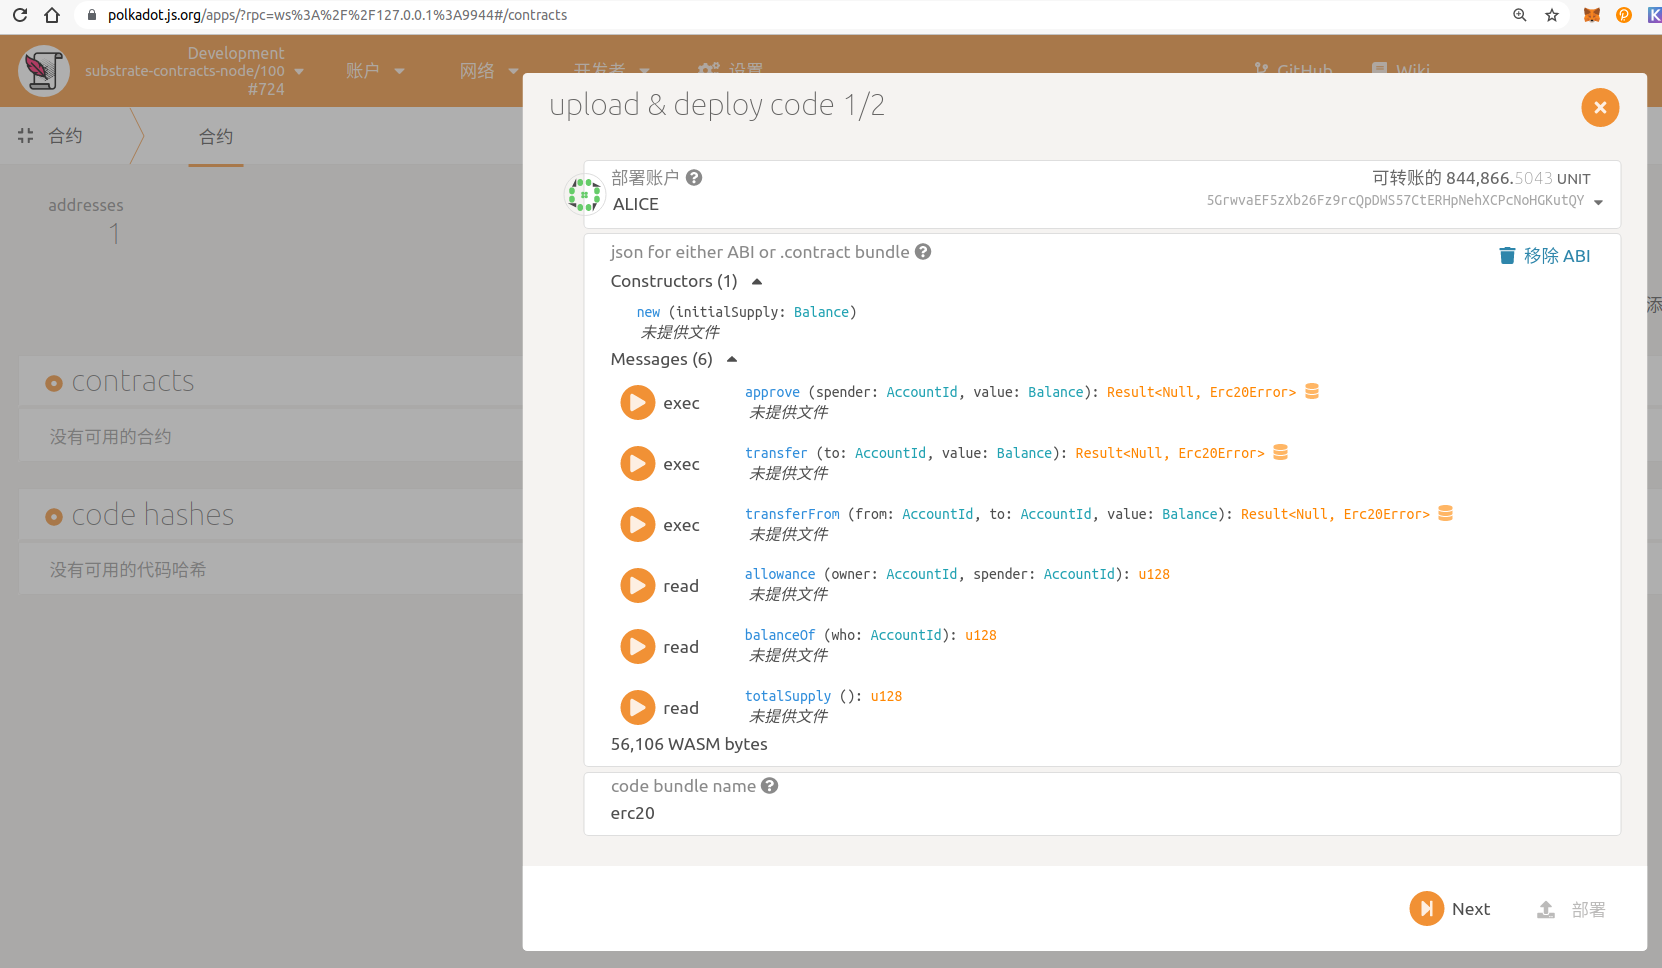 polkadot.js.org/apps/?rpc=ws%3A%2F%2F127.0.0.1%3A9944#/contracts
Development
substrate-contracts-node/100
#724
账户
网络
开发者
设置
GitHub
Wiki
合约
合约
addresses
1
添
contracts
没有可用的合约
code hashes
没有可用的代码哈希
upload & deploy code 1/2
部署账户
ALICE
可转账的 844,866.5043 UNIT
5GrwvaEF5zXb26Fz9rcQpDWS57CtERHpNehXCPcNoHGKutQY
json for either ABI or .contract bundle
移除 ABI
Constructors (1)
new (initialSupply: Balance)
未提供文件
Messages (6)
exec
approve (spender: AccountId, value: Balance): Result<Null, Erc20Error>
未提供文件
exec
transfer (to: AccountId, value: Balance): Result<Null, Erc20Error>
未提供文件
exec
transferFrom (from: AccountId, to: AccountId, value: Balance): Result<Null, Erc20Error>
未提供文件
read
allowance (owner: AccountId, spender: AccountId): u128
未提供文件
read
balanceOf (who: AccountId): u128
未提供文件
read
totalSupply (): u128
未提供文件
56,106 WASM bytes
code bundle name
erc20
Next
部署